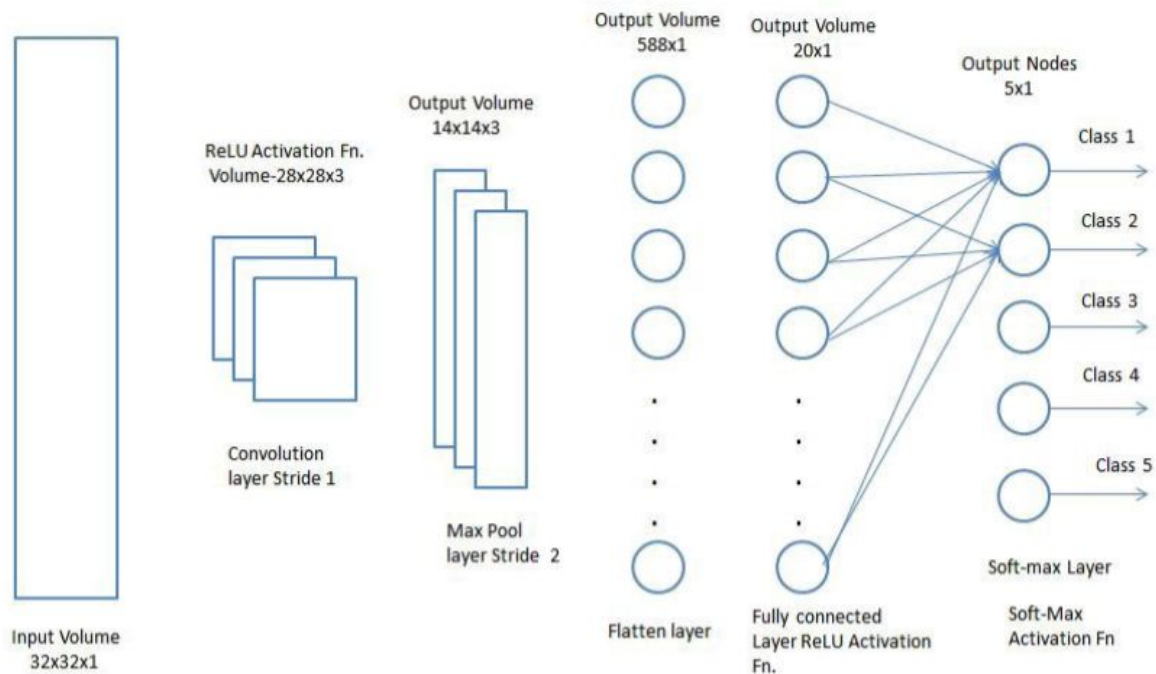 Input Volume
32x32x1
ReLU Activation Fn.
Volume-28x28x3
Convolution
layer Stride 1
Output Volume
14x14x3
Max Pool
layer Stride 2
Output Volume
588x1
Flatten layer
Output Volume
20x1
Fully connected
Layer ReLU Activation
Fn.
Output Nodes
5x1
Class 1
Class 2
Class 3
Class 4
Class 5
Soft-max Layer
Soft-Max
Activation Fn